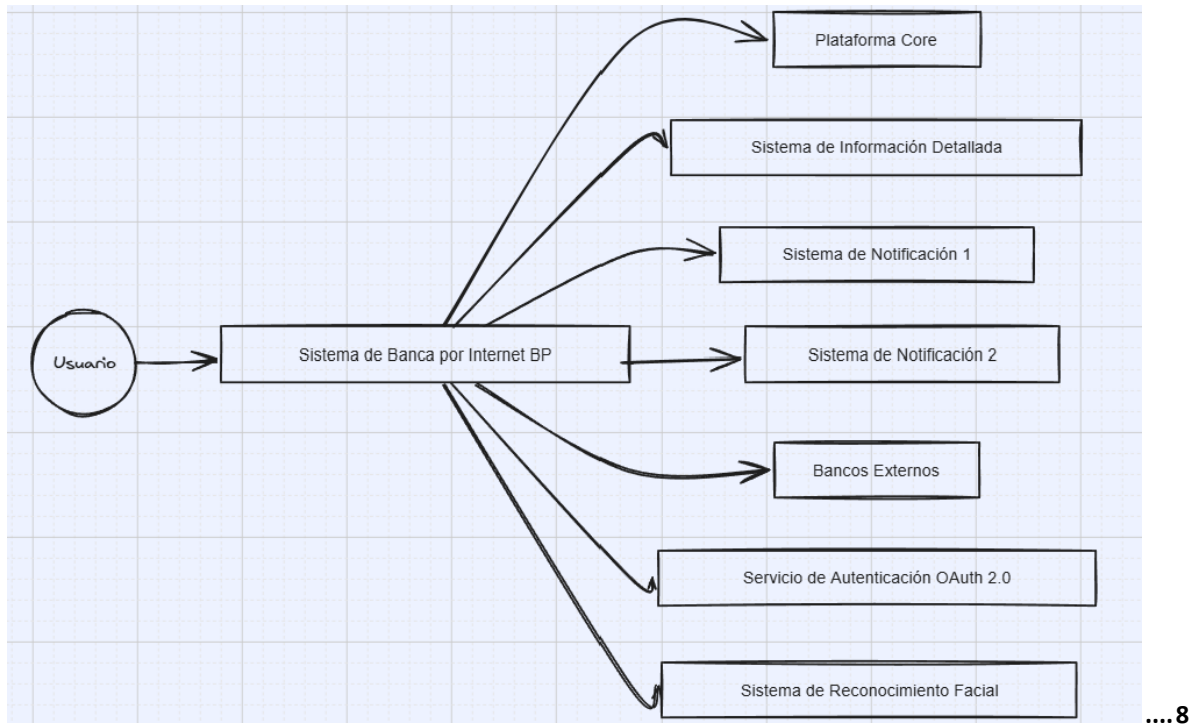 Plataforma Core
Sistema de Información Detallada
Sistema de Notificación 1
Usuario
Sistema de Banca por Internet BP
Sistema de Notificación 2
Bancos Externos
Servicio de Autenticación OAuth 2.0
Sistema de Reconocimiento Facial
....8